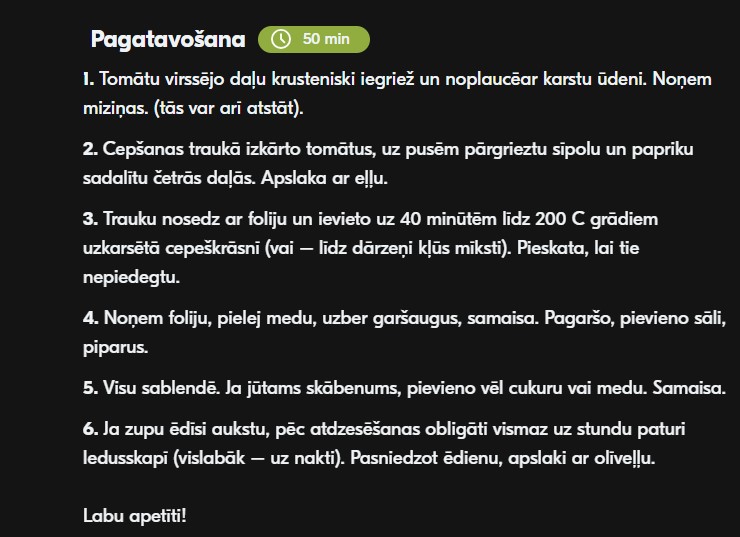 Pagatavošana 50 min
1. Tomātu virssējo daļu krusteniski iegriež un noplaucēar karstu ūdeni. Noņem
miziņas. (tās var arī atstāt).
2. Cepšanas traukā izkārto tomātus, uz pusēm pārgrieztu sīpolu un papriku
sadalītu četrās daļās. Apslaka ar eļļu.
3. Trauku nosedz ar foliju un ievieto uz 40 minūtēm līdz 200 C grādiem
uzkarsētā cepeškrāsnī (vai – līdz dārzeņi kļūs mīksti). Pieskata, lai tie
nepiedegtu.
4. Noņem foliju, pielej medu, uzber garšaugus, samaisa. Pagaršo, pievieno sāli,
piparus.
5. Visu sablendē. Ja jūtams skābenums, pievieno vēl cukuru vai medu. Samaisa.
6. Ja zupu ēdīsi aukstu, pēc atdzesēšanas obligāti vismaz uz stundu paturi
ledusskapī (vislabāk – uz nakti). Pasniedzot ēdienu, apslaki ar olīveļļu.
Labu apetīti!